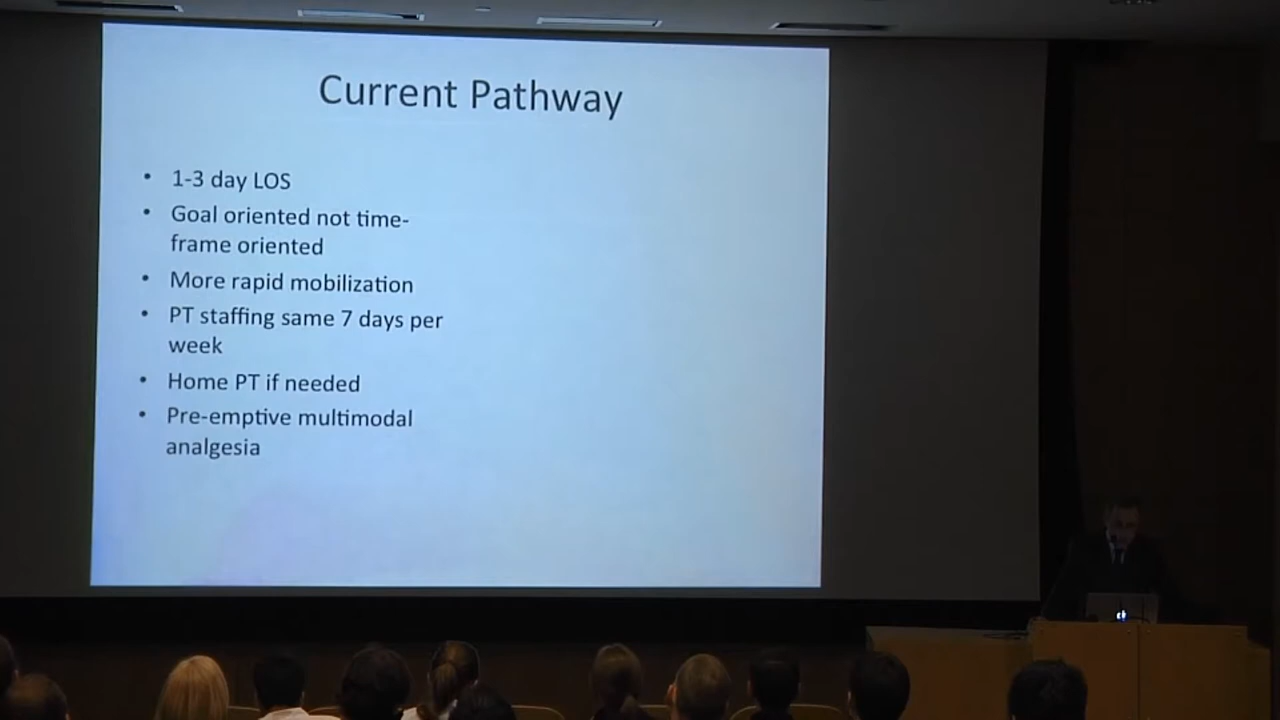 Current Pathway
• 1-3 day LOS
• Goal oriented not time-
frame oriented
• More rapid mobilization
• PT staffing same 7 days per
week
• Home PT if needed
• Pre-emptive multimodal
analgesia